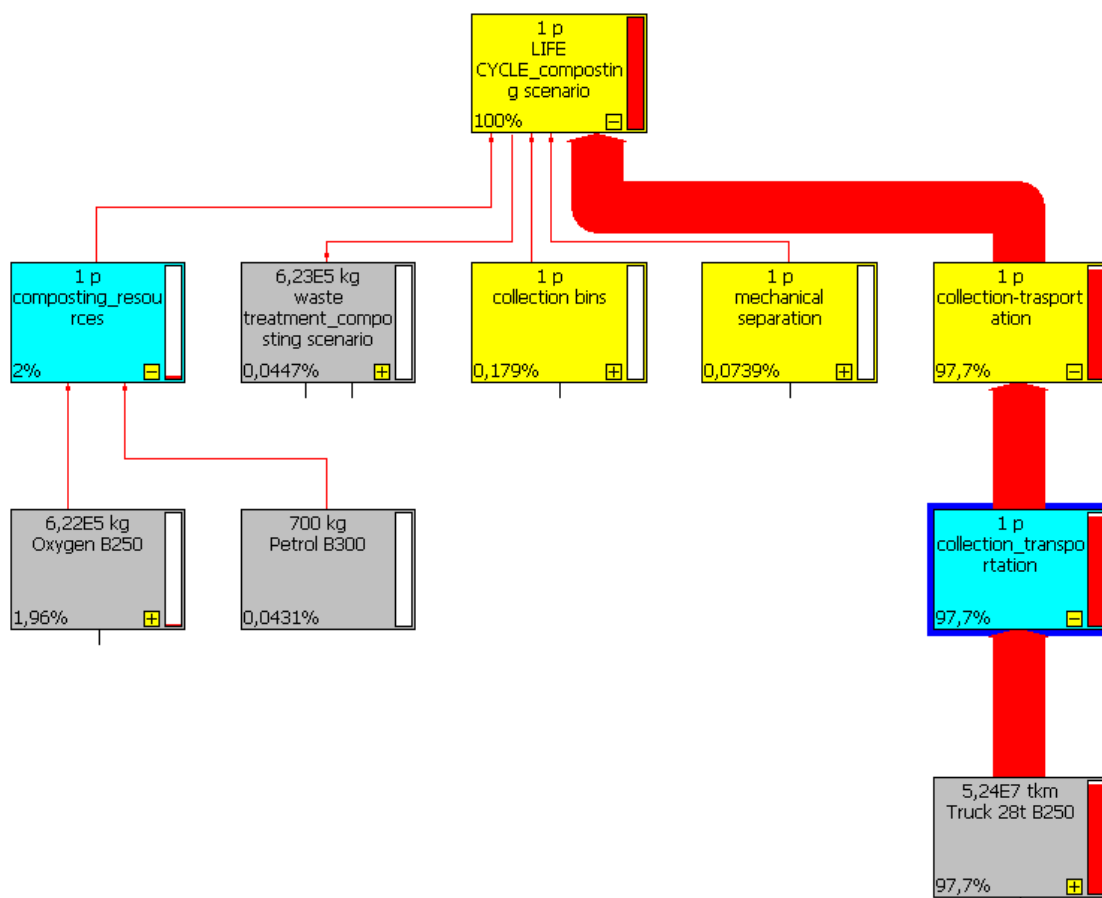 1 p
LIFE
CYCLE_compostin
g scenario
100%
1 p
composting_resou
rces
2%
6,23E5 kg
waste
treatment_compo
sting scenario
0,0447%
1 p
collection bins
0,179%
1 p
mechanical
separation
0,0739%
1 p
collection-trasport
ation
97,7%
6,22E5 kg
Oxygen B250
1,96%
700 kg
Petrol B300
0,0431%
1 p
collection_transpo
rtation
97,7%
5,24E7 tkm
Truck 28t B250
97,7%